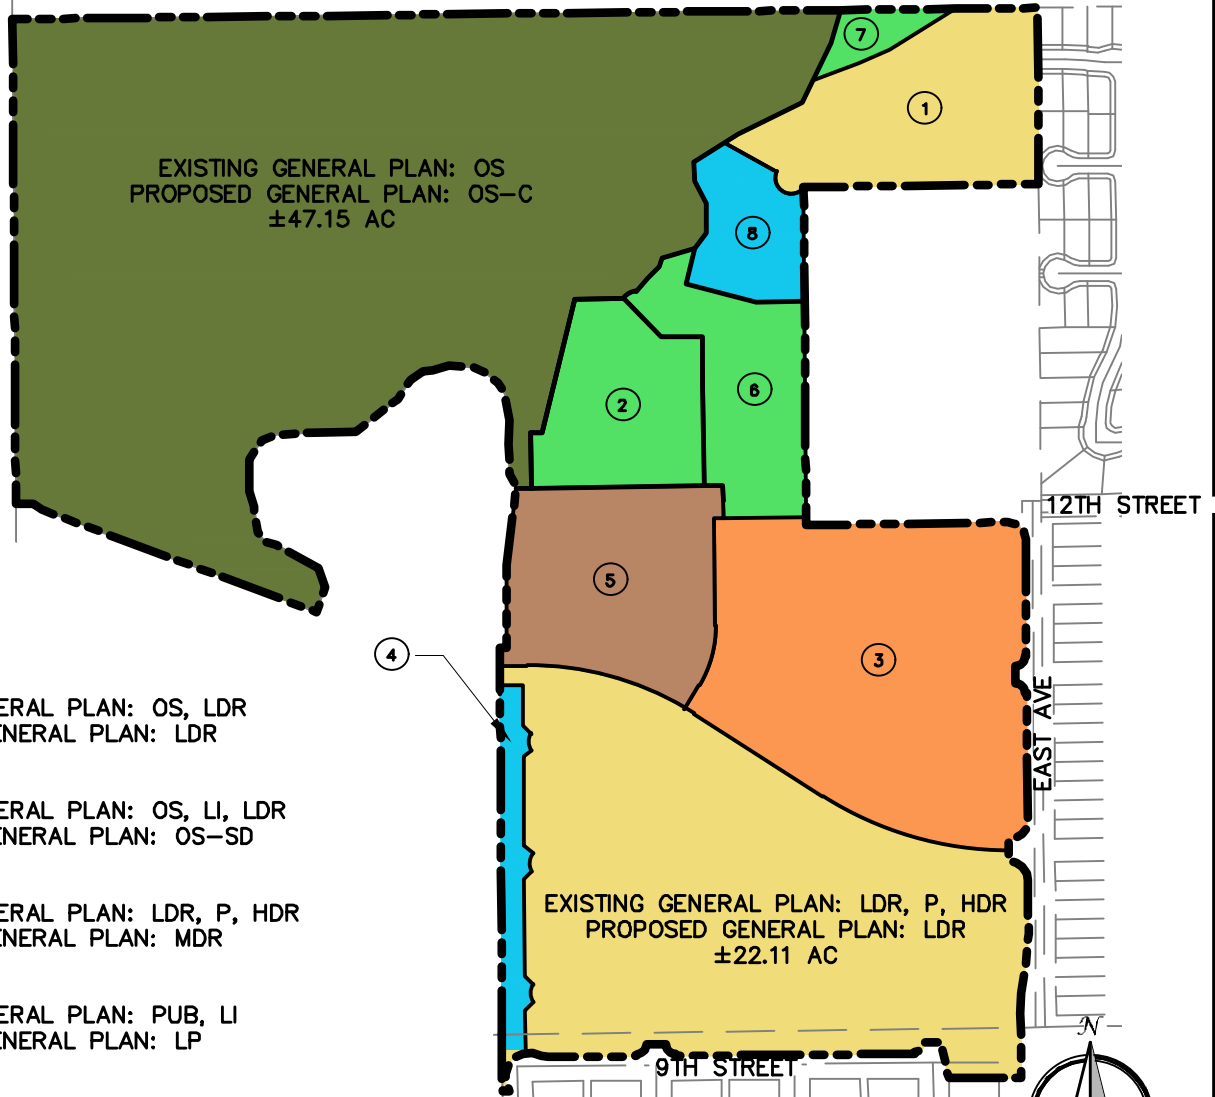 7
1
EXISTING GENERAL PLAN: OS
PROPOSED GENERAL PLAN: OS-C
±47.15 AC
8
2
6
12TH STREET
5
4
3
EAST AVE
ERAL PLAN: OS, LDR
ENERAL PLAN: LDR
ERAL PLAN: OS, LI, LDR
ENERAL PLAN: OS-SD
ERAL PLAN: LDR, P, HDR
ENERAL PLAN: MDR
ERAL PLAN: PUB, LI
ENERAL PLAN: LP
EXISTING GENERAL PLAN: LDR, P, HDR
PROPOSED GENERAL PLAN: LDR
±22.11 AC
N
9TH STREET